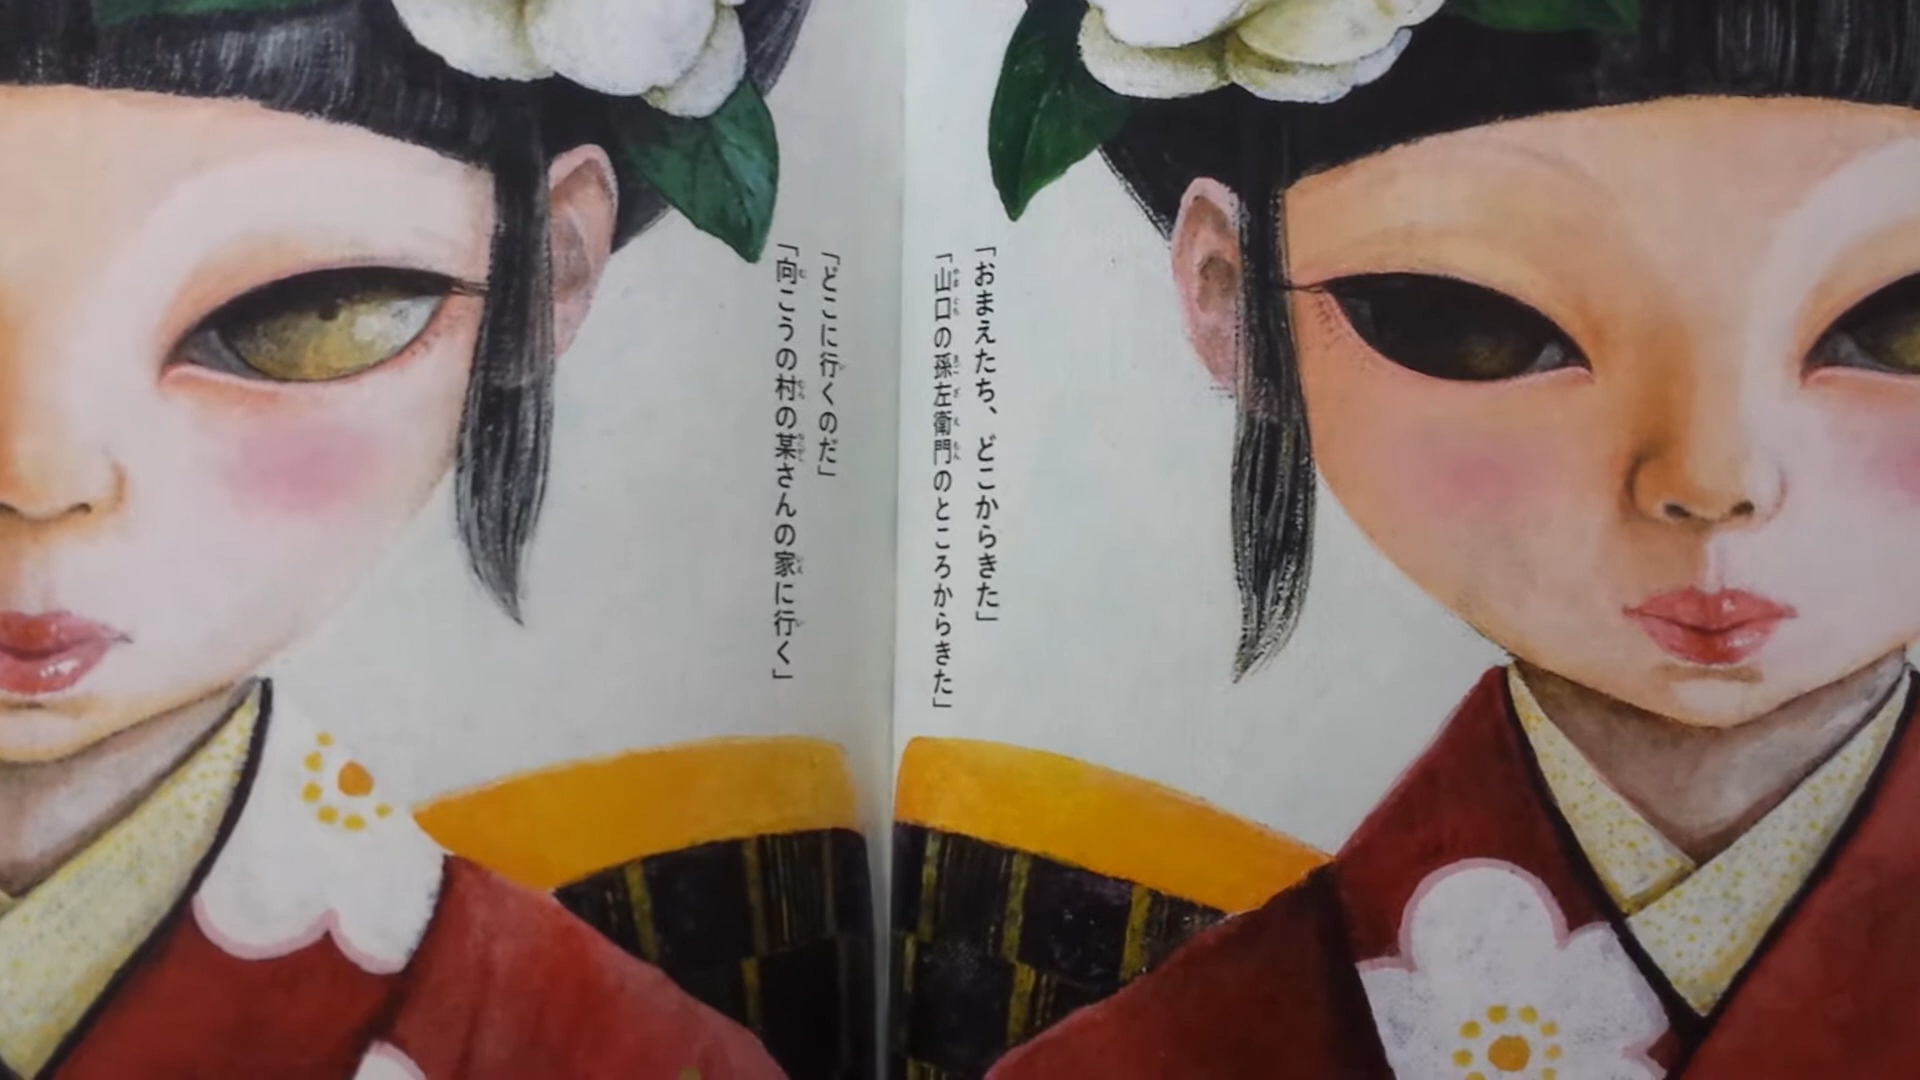 「おまえたち、どこからきた」
「山口の孫左衛門のところからきた」
「どこに行くのだ」
「向こうの村の某さんの家に行く」